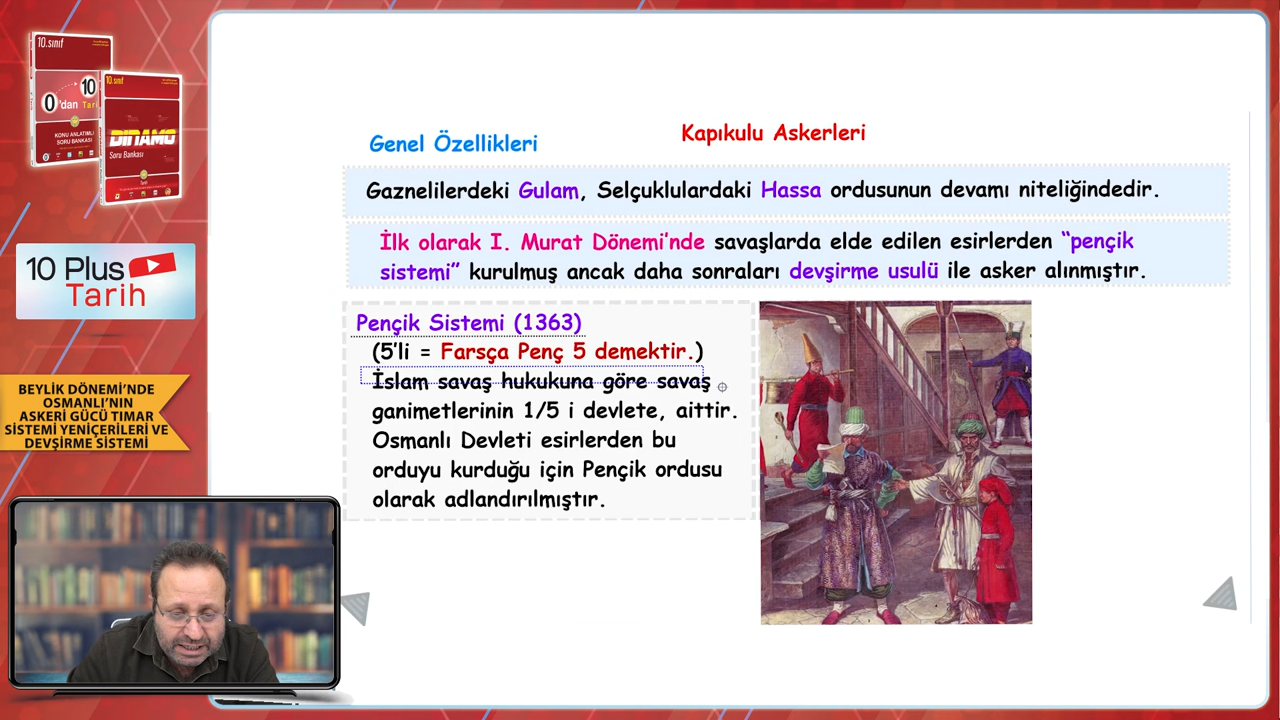 10.sınıf
0'dan 10
Tari
KONU ANLATIMLI
SORU BANKASI
10.sınıf
DİNAMO
Soru Bankası
Tarih
10 Plus
Tarih
BEYLİK DÖNEMİ'NDE
OSMANLI'NIN
ASKERİ GÜCÜ TIMAR
SİSTEMİ YENİÇERİLERİ VE
DEVŞİRME SİSTEMİ
Genel Özellikleri
Kapıkulu Askerleri
Gaznelilerdeki Gulam, Selçuklulardaki Hassa ordusunun devamı niteliğindedir.
İlk olarak I. Murat Dönemi'nde savaşlarda elde edilen esirlerden “pençik
sistemi” kurulmuş ancak daha sonraları devşirme usulü ile asker alınmıştır.
Pençik Sistemi (1363)
(5'li = Farsça Penç 5 demektir.)
İslam savaş hukukuna göre savaş
ganimetlerinin 1/5 i devlete, aittir.
Osmanlı Devleti esirlerden bu
orduyu kurduğu için Pençik ordusu
olarak adlandırılmıştır.